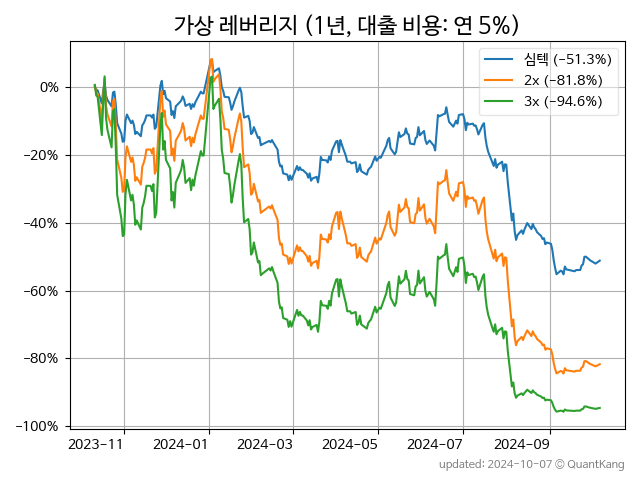 가상 레버리지 (1년, 대출 비용: 연 5%)
심텍 (−51.3%)
2x (−81.8%)
3x (−94.6%)
0%
−20%
−40%
−60%
−80%
−100%
2023-11 2024-01 2024-03 2024-05 2024-07 2024-09
updated: 2024-10-07 © QuantKang